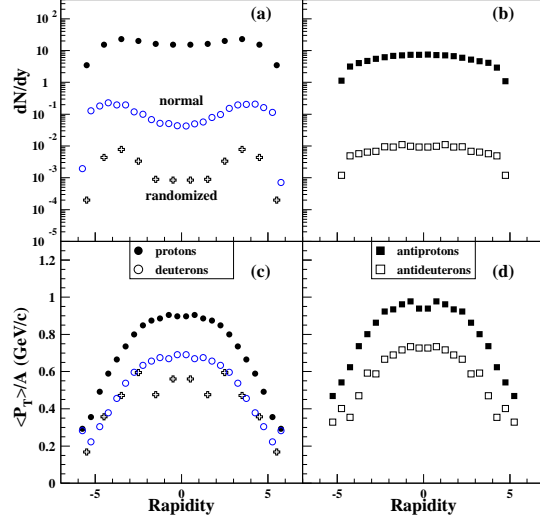 dN/dy
10 2
10
1
10 -1
10 -2
10 -3
10 -4
10
(a)
normal
randomized
(b)
<P_T>/A (GeV/c)
1.2
1
0.8
0.6
0.4
0.2
0
protons
deuterons
(c)
antiprotons
antideuterons
(d)
-5 0 5
-5 0 5
Rapidity
Rapidity